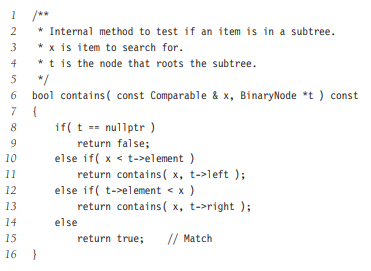 1 /**
2 * Internal method to test if an item is in a subtree.
3 * x is item to search for.
4 * t is the node that roots the subtree.
5 */
6 bool contains( const Comparable & x, BinaryNode *t ) const
7 {
8 if( t == nullptr )
9 return false;
10 else if( x < t->element )
11 return contains( x, t->left );
12 else if( t->element < x )
13 return contains( x, t->right );
14 else
15 return true; // Match
16 }